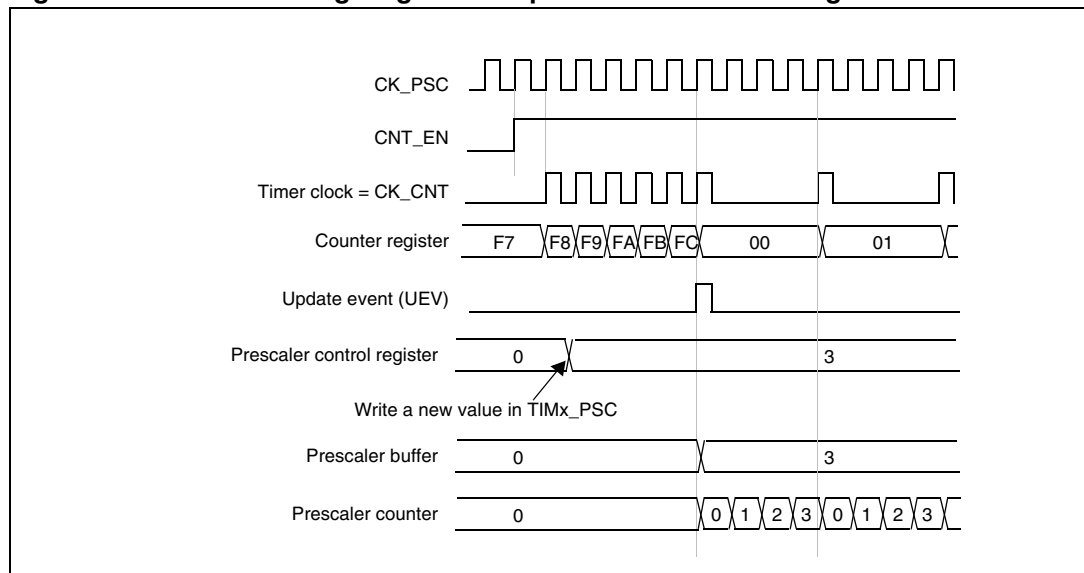 CK_PSC
CNT_EN
Timer clock = CK_CNT
Counter register F7 F8 F9 FA FB FC 00 01
Update event (UEV)
Prescaler control register 0 3
Write a new value in TIMx_PSC
Prescaler buffer 0 3
Prescaler counter 0 0 1 2 3 0 1 2 3